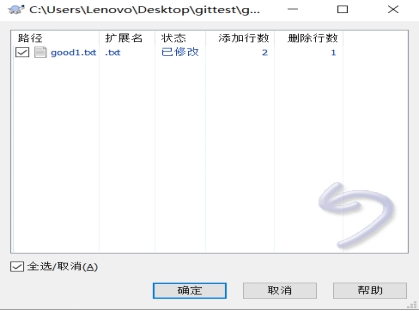 C:\Users\Lenovo\Desktop\gittest\g...
路径 扩展名 状态 添加行数 删除行数
good1.txt .txt 已修改 2 1
全选/取消(A)
确定 取消 帮助